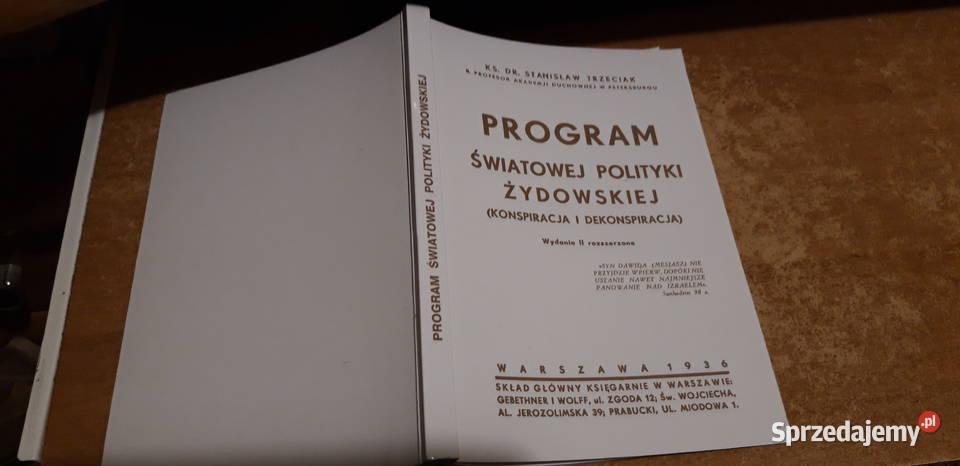 PROGRAM ŚWIATOWEJ POLITYKI ŻYDOWSKIEJ
KS. DR. STANISŁAW TRZECIAK
B. PROFESOR AKADEMJI DUCHOWNEJ W PETERSBURGU
PROGRAM
ŚWIATOWEJ POLITYKI
ŻYDOWSKIEJ
(KONSPIRACJA I DEKONSPIRACJA)
Wydanie II rozszerzone
«SYN DAWIDA (MESJASZ) NIE
PRZYJDZIE WPIERW, DOPÓKI NIE
USTANIE NAWET NAJMNIEJSZE
PANOWANIE NAD IZRAELEM».
Sanhedrin 98 a.
WARSZAWA 1936
SKŁAD GŁÓWNY KSIĘGARNIE W WARSZAWIE:
GEBETHNER I WOLFF, ul. ZGODA 12; Św. WOJCIECHA,
AL. JEROZOLIMSKA 39; PRABUCKI, UL. MIODOWA 1.
Sprzedajemy.pl